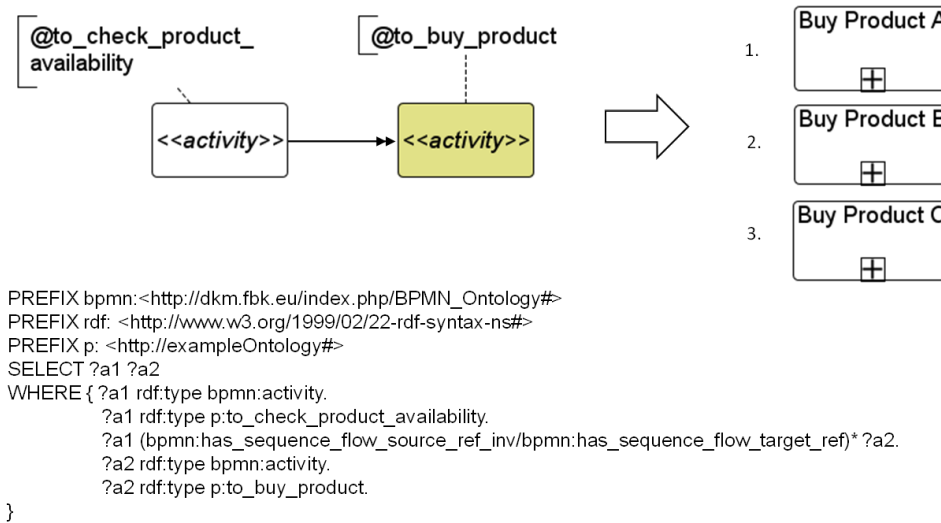 @to_check_product_
availability
@to_buy_product
<<activity>>
<<activity>>
1.
Buy Product A
2.
Buy Product B
3.
Buy Product C
PREFIX bpmn:<http://dkm.fbk.eu/index.php/BPMN_Ontology#>
PREFIX rdf: <http://www.w3.org/1999/02/22-rdf-syntax-ns#>
PREFIX p: <http://exampleOntology#>
SELECT ?a1 ?a2
WHERE { ?a1 rdf:type bpmn:activity.
?a1 rdf:type p:to_check_product_availability.
?a1 (bpmn:has_sequence_flow_source_ref_inv/bpmn:has_sequence_flow_target_ref)* ?a2.
?a2 rdf:type bpmn:activity.
?a2 rdf:type p:to_buy_product.
}